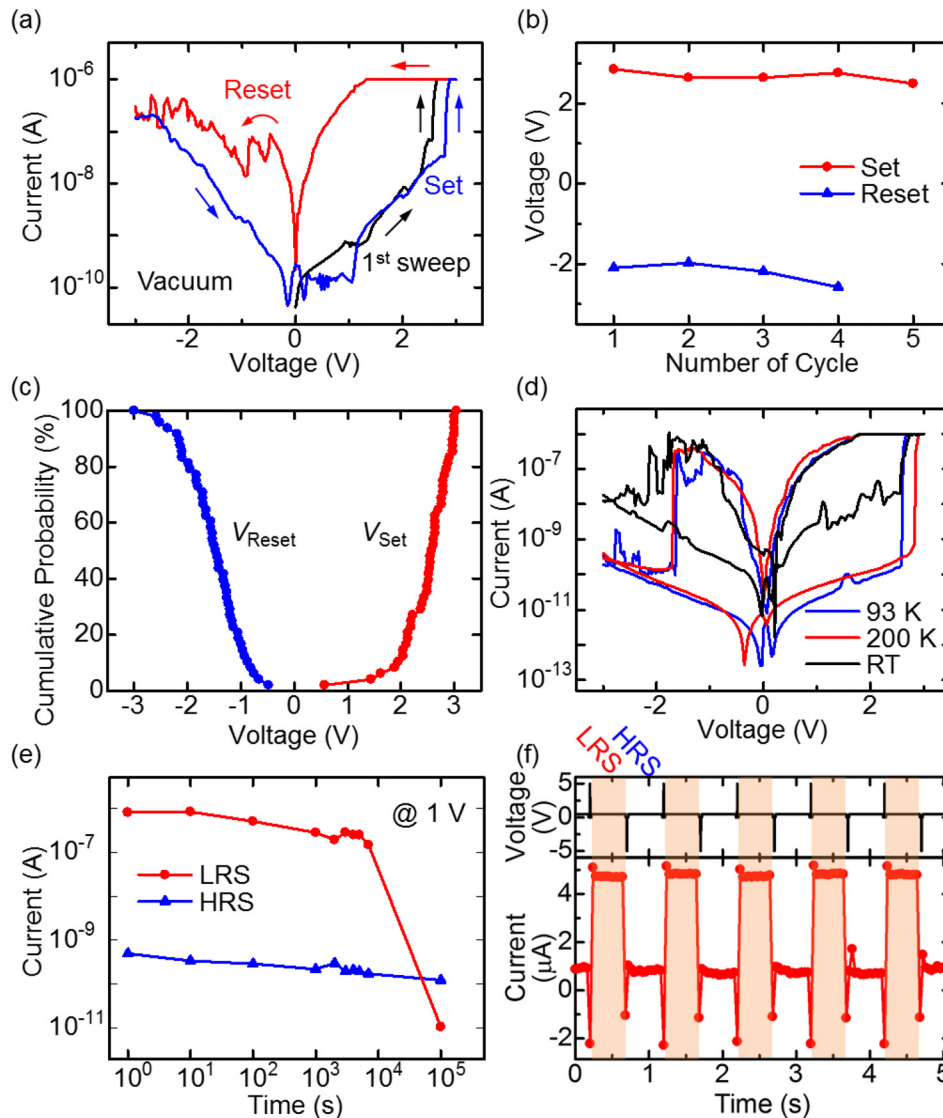 (a)
Current (A)
10⁻⁶
10⁻⁸
10⁻¹⁰
Reset
Set
1st sweep
Vacuum
-2 0 2
Voltage (V)
(b)
Voltage (V)
2
0
-2
Set
Reset
1 2 3 4 5
Number of Cycle
(c)
Cumulative Probability (%)
100
80
60
40
20
0
VReset
VSet
-3 -2 -1 0 1 2 3
Voltage (V)
(d)
Current (A)
10⁻⁷
10⁻⁹
10⁻¹¹
10⁻¹³
93 K
200 K
RT
-2 0 2
Voltage (V)
(e)
Current (A)
10⁻⁷
10⁻⁹
10⁻¹¹
@ 1 V
LRS
HRS
10⁰ 10¹ 10² 10³ 10⁴ 10⁵
Time (s)
(f)
LRS
HRS
Voltage (V)
5
0
-5
Current (μA)
4
2
0
-2
0 1 2 3 4 5
Time (s)